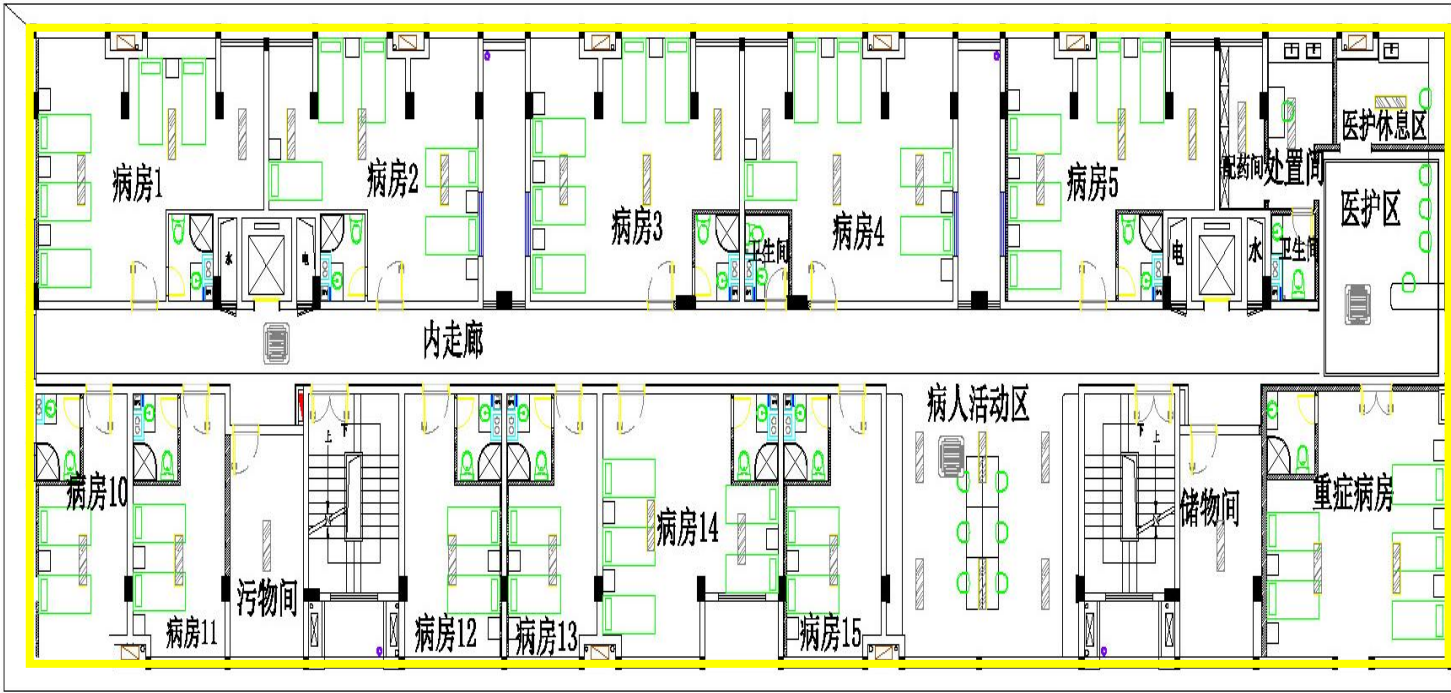 病房1
病房2
病房3
卫生间
病房4
病房5
配药间
处置间
医护休息区
医护区
水
电
电
水
卫生间
内走廊
病人活动区
病房10
病房11
污物间
上
下
病房12
病房13
病房14
病房15
下
上
储物间
重症病房